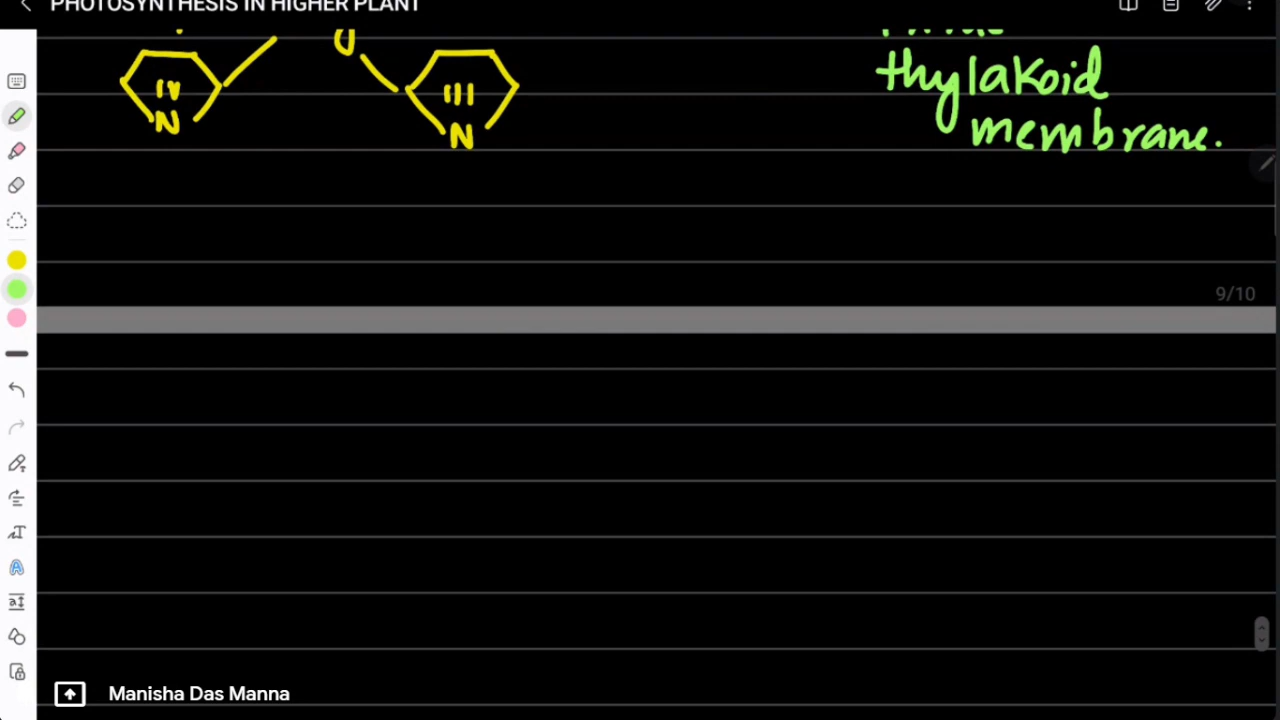 PHOTOSYNTHESIS IN HIGHER PLANT
thylakoid
membrane.
IV
III
N
N
9/10
Manisha Das Manna